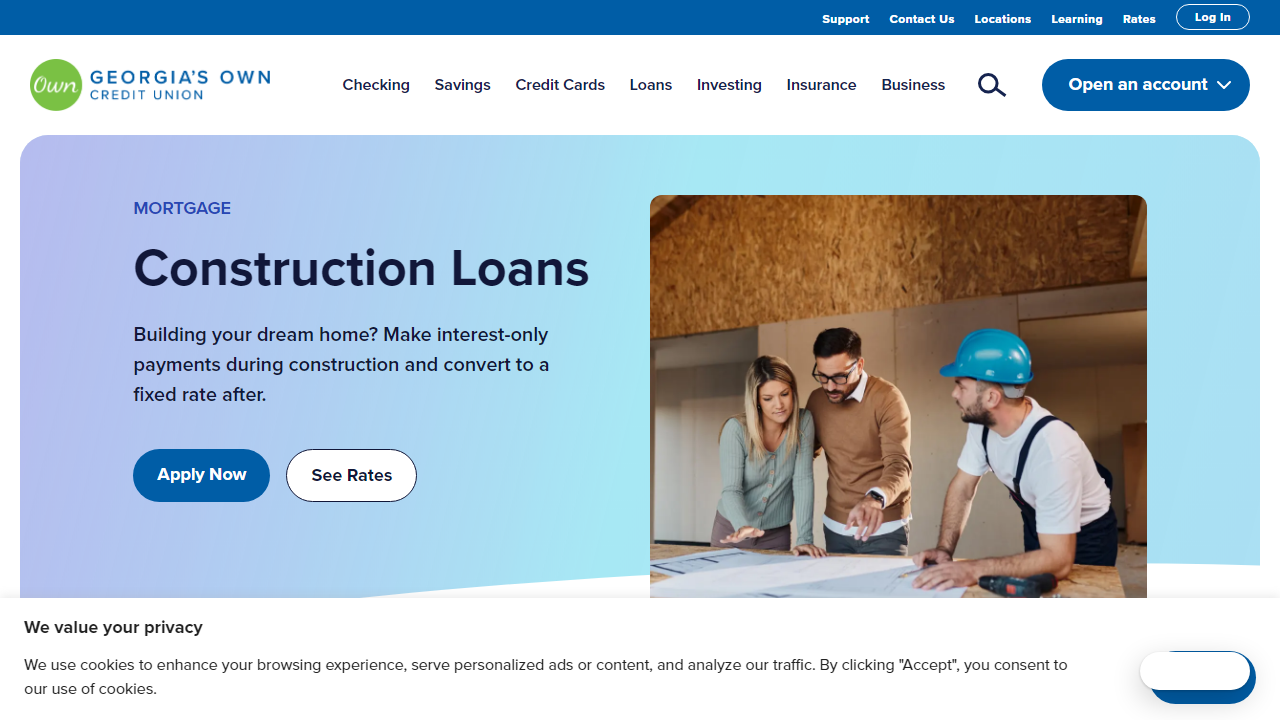 Support Contact Us Locations Learning Rates Log In
Own GEORGIA'S OWN
CREDIT UNION
Checking Savings Credit Cards Loans Investing Insurance Business Open an account
MORTGAGE
Construction Loans
Building your dream home? Make interest-only
payments during construction and convert to a
fixed rate after.
Apply Now See Rates
We value your privacy
We use cookies to enhance your browsing experience, serve personalized ads or content, and analyze our traffic. By clicking "Accept", you consent to
our use of cookies.